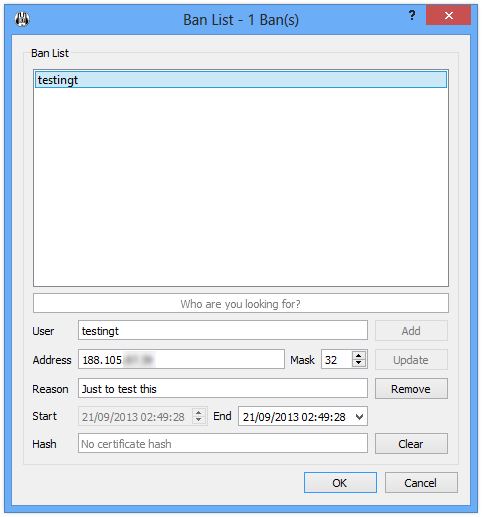 Ban List - 1 Ban(s)
?
Ban List
testingt
Who are you looking for?
User testingt Add
Address 188.105 Mask 32 Update
Reason Just to test this Remove
Start 21/09/2013 02:49:28 End 21/09/2013 02:49:28
Hash No certificate hash Clear
OK Cancel